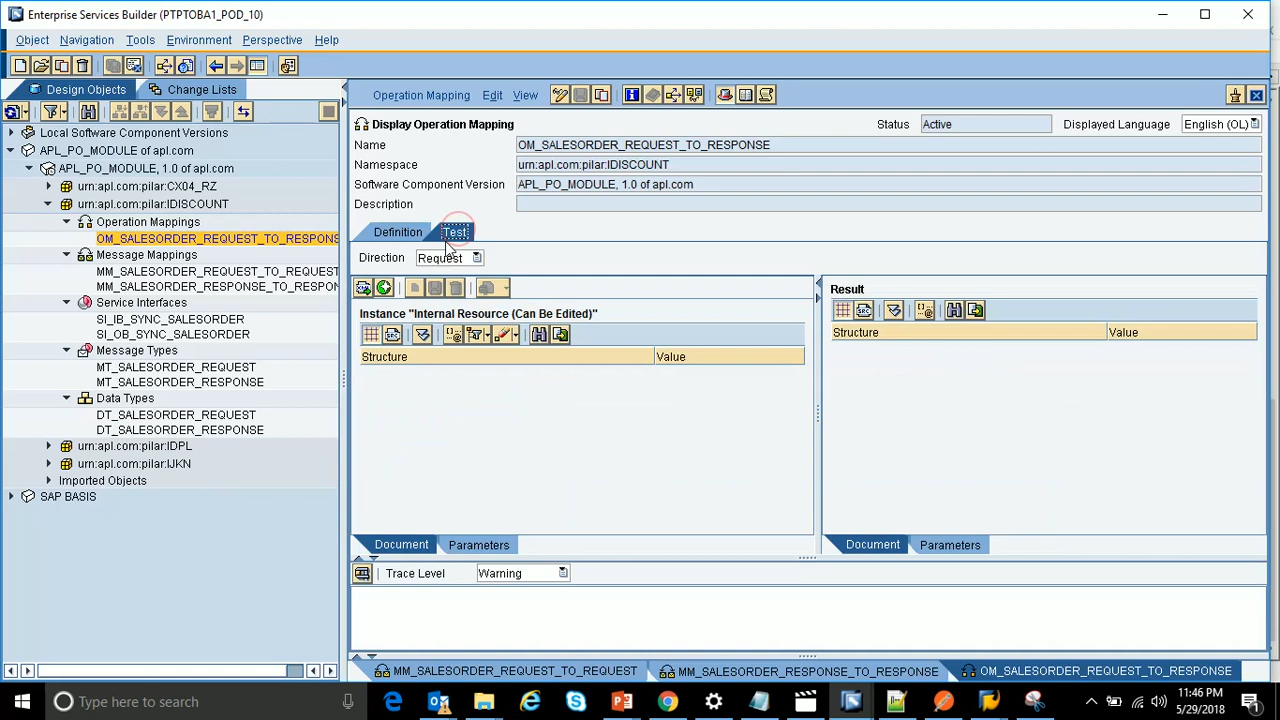 Enterprise Services Builder (PTPTOBA1_POD_10)
Object Navigation Tools Environment Perspective Help
Design Objects Change Lists
Local Software Component Versions
APL_PO_MODULE of apl.com
APL_PO_MODULE, 1.0 of apl.com
urn:apl.com:pilar:CX04_RZ
urn:apl.com:pilar:IDISCOUNT
Operation Mappings
OM_SALESORDER_REQUEST_TO_RESPONS
Message Mappings
MM_SALESORDER_REQUEST_TO_REQUEST
MM_SALESORDER_RESPONSE_TO_RESPON
Service Interfaces
SI_IB_SYNC_SALESORDER
SI_OB_SYNC_SALESORDER
Message Types
MT_SALESORDER_REQUEST
MT_SALESORDER_RESPONSE
Data Types
DT_SALESORDER_REQUEST
DT_SALESORDER_RESPONSE
urn:apl.com:pilar:IDPL
urn:apl.com:pilar:IJKN
Imported Objects
SAP BASIS
Operation Mapping Edit View
Display Operation Mapping Status Active Displayed Language English (OL)
Name OM_SALESORDER_REQUEST_TO_RESPONSE
Namespace urn:apl.com:pilar:IDISCOUNT
Software Component Version APL_PO_MODULE, 1.0 of apl.com
Description
Definition Test
Direction Request
Instance "Internal Resource (Can Be Edited)"
Structure Value
Result
Structure Value
Document Parameters
Document Parameters
Trace Level Warning
MM_SALESORDER_REQUEST_TO_REQUEST MM_SALESORDER_RESPONSE_TO_RESPONSE OM_SALESORDER_REQUEST_TO_RESPONSE
Type here to search
11:46 PM
5/29/2018